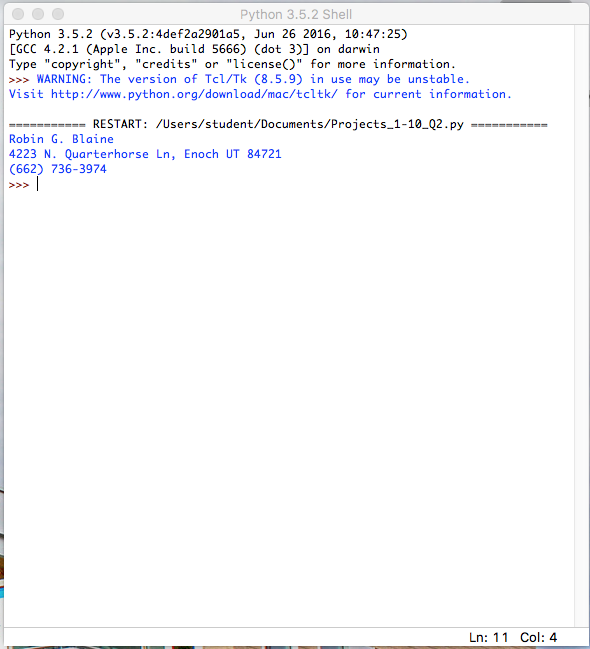 Python 3.5.2 Shell
Python 3.5.2 (v3.5.2:4def2a2901a5, Jun 26 2016, 10:47:25)
[GCC 4.2.1 (Apple Inc. build 5666) (dot 3)] on darwin
Type "copyright", "credits" or "license()" for more information.
>>> WARNING: The version of Tcl/Tk (8.5.9) in use may be unstable.
Visit http://www.python.org/download/mac/tcltk/ for current information.
=========== RESTART: /Users/student/Documents/Projects_1-10_Q2.py ===========
Robin G. Blaine
4223 N. Quarterhorse Ln, Enoch UT 84721
(662) 736-3974
>>>
Ln: 11 Col: 4